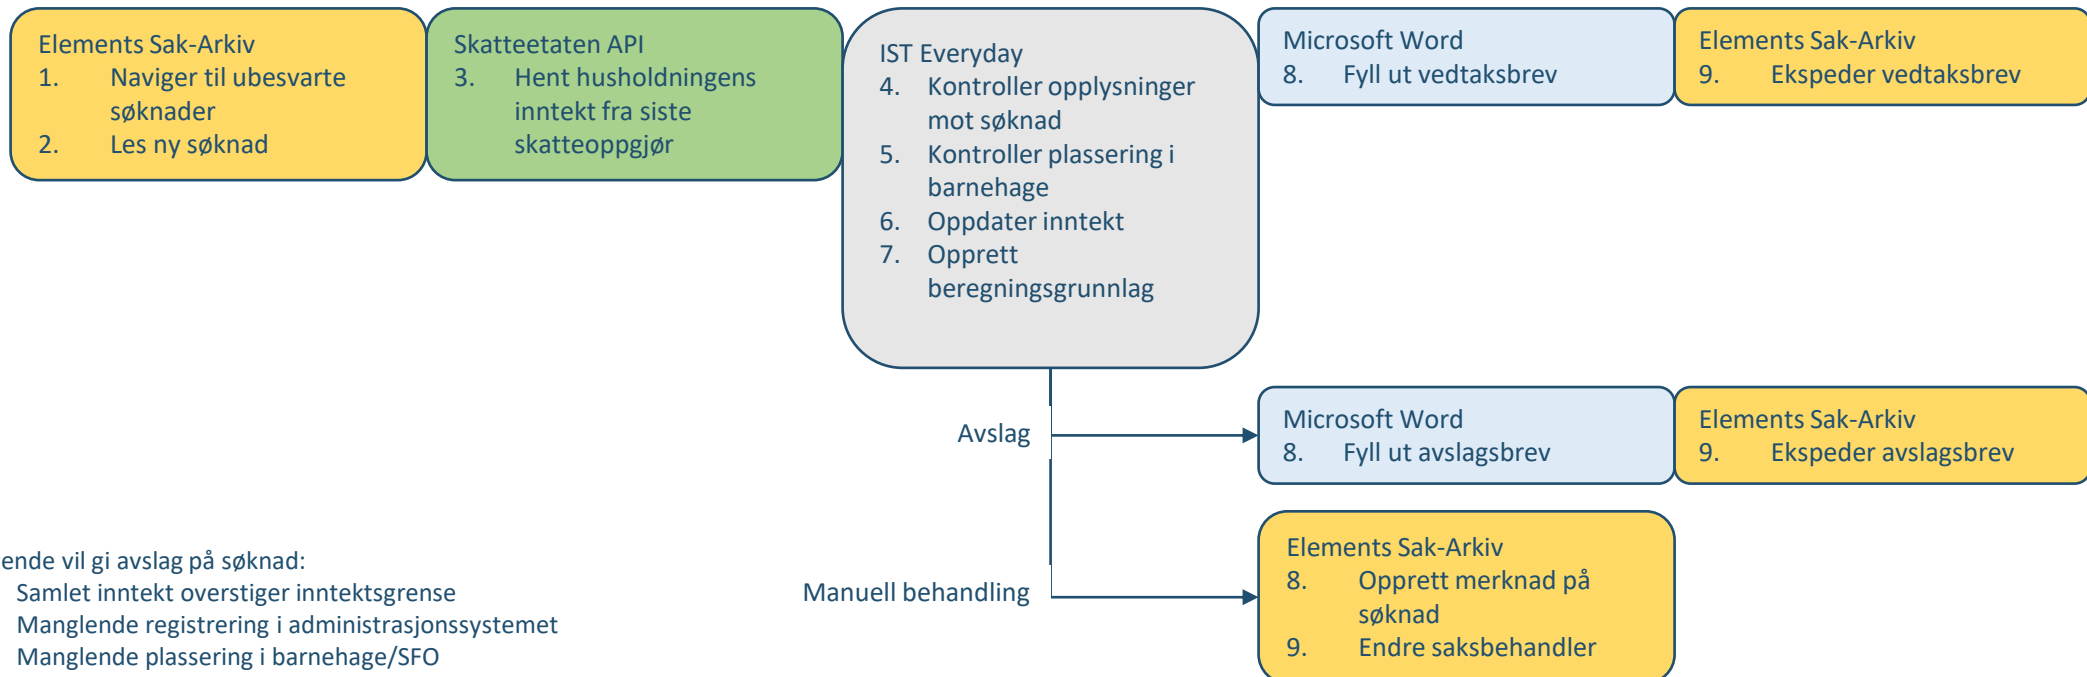 Elements Sak-Arkiv
1. Naviger til ubesvarte
søknader
2. Les ny søknad
Skatteetaten API
3. Hent husholdningens
inntekt fra siste
skatteoppgjør
IST Everyday
4. Kontroller opplysninger
mot søknad
5. Kontroller plassering i
barnehage
6. Oppdater inntekt
7. Opprett
beregningsgrunnlag
Microsoft Word
8. Fyll ut vedtaksbrev
Elements Sak-Arkiv
9. Ekspeder vedtaksbrev
Avslag
Microsoft Word
8. Fyll ut avslagsbrev
Elements Sak-Arkiv
9. Ekspeder avslagsbrev
Manuell behandling
Elements Sak-Arkiv
8. Opprett merknad på
søknad
9. Endre saksbehandler
ende vil gi avslag på søknad:
Samlet inntekt overstiger inntektsgrense
Manglende registrering i administrasjonssystemet
Manglende plassering i barnehage/SFO